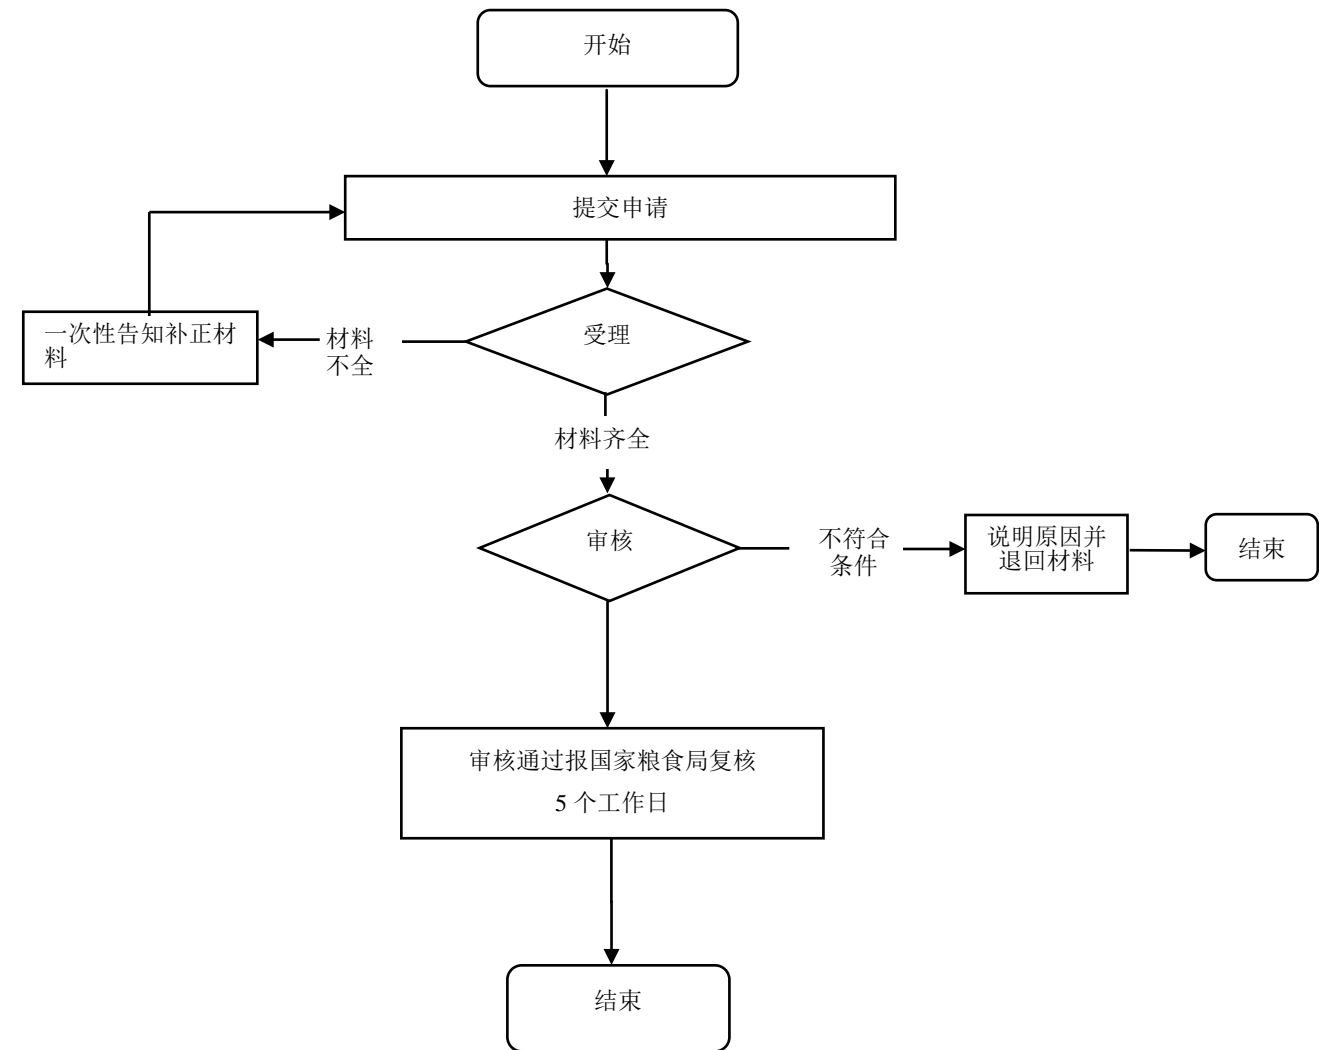 开始
提交申请
一次性告知补正材
料
材料
不全
受理
材料齐全
审核
不符合
条件
说明原因并
退回材料
结束
审核通过报国家粮食局复核
5 个工作日
结束